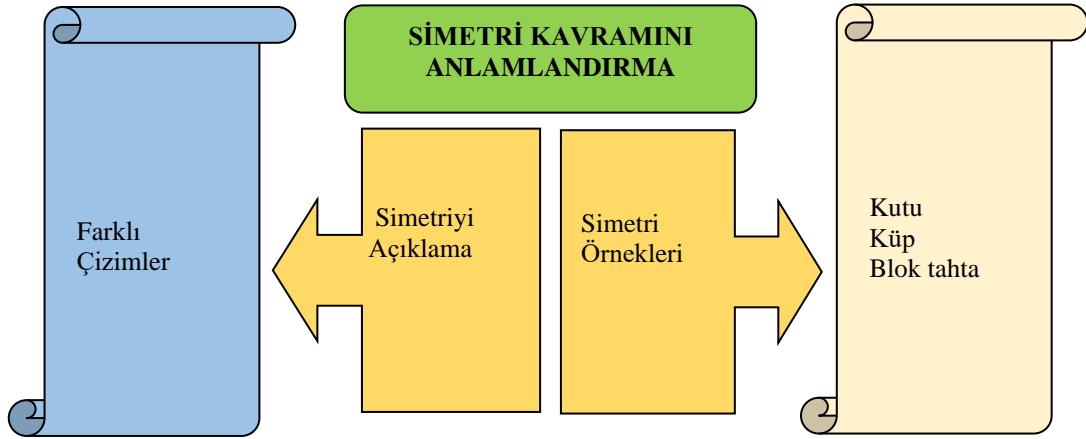 SİMETRİ KAVRAMINI
ANLAMLANDIRMA
Farklı
Çizimler
Simetriyi
Açıklama
Simetri
Örnekleri
Kutu
Küp
Blok tahta